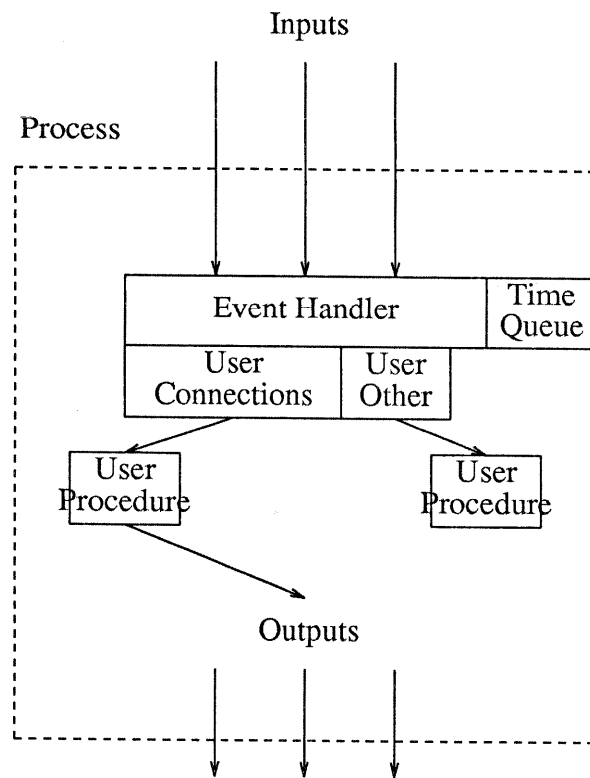 Inputs
Process
Event Handler
Time
Queue
User
Connections
User
Other
User
Procedure
User
Procedure
Outputs